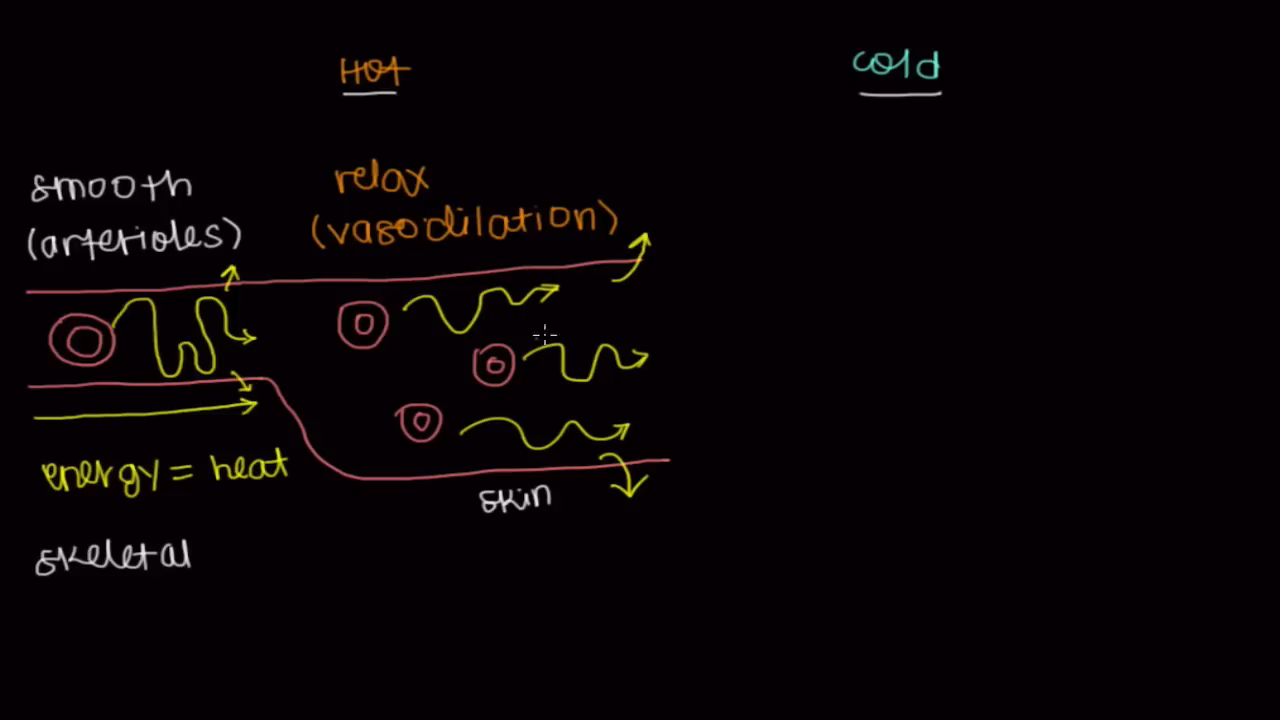 Hot
cold
smooth
(arterioles)
relax
(vasodilation)
energy = heat
skin
skeletal